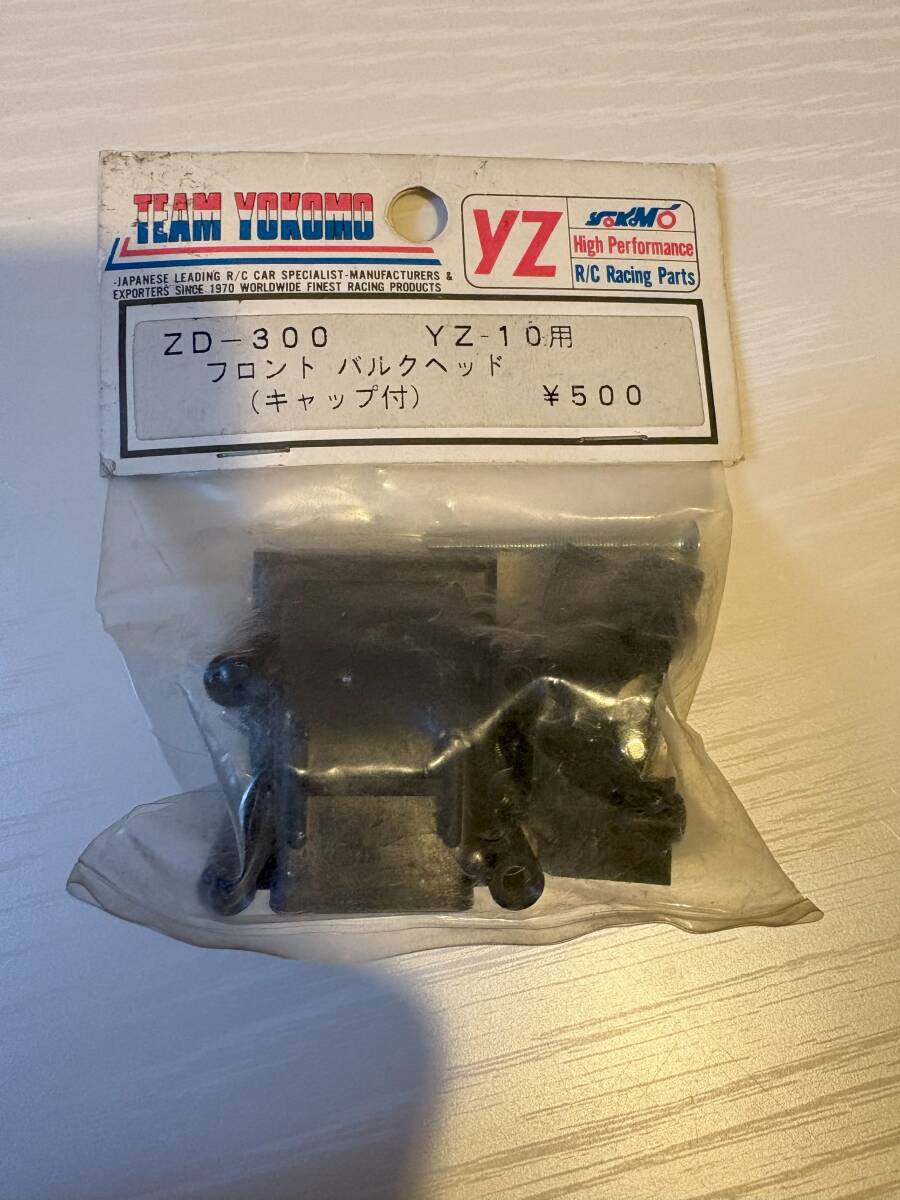 TEAM YOKOMO
-JAPANESE LEADING R/C CAR SPECIALIST-MANUFACTURERS &
EXPORTERS SINCE 1970 WORLDWIDE FINEST RACING PRODUCTS
YZ
YOKOMO
High Performance
R/C Racing Parts
ZD-300 YZ-10用
フロント バルクヘッド
(キャップ付) ¥500